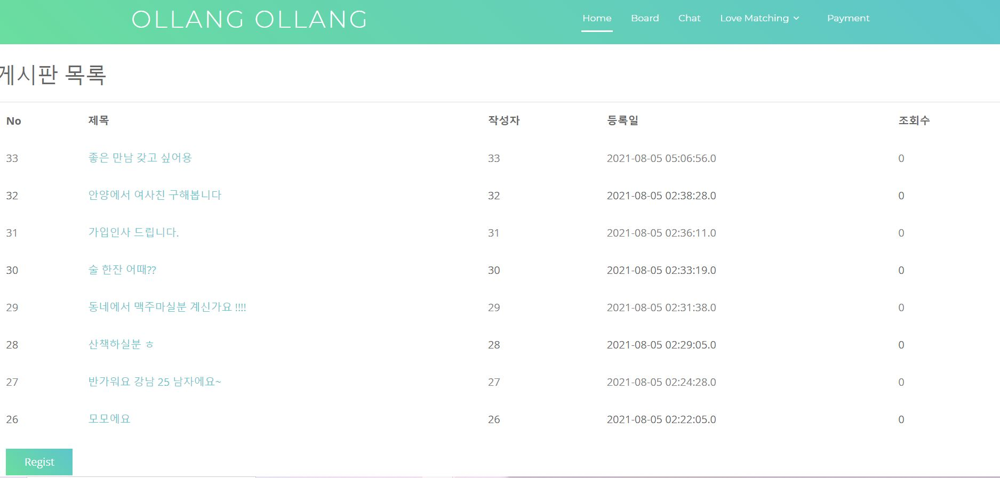 OLLANG OLLANG Home Board Chat Love Matching Payment
게시판 목록
No 제목 작성자 등록일 조회수
33 좋은 만남 갖고 싶어용 33 2021-08-05 05:06:56.0 0
32 안양에서 여사친 구해봅니다 32 2021-08-05 02:38:28.0 0
31 가입인사 드립니다. 31 2021-08-05 02:36:11.0 0
30 술 한잔 어때?? 30 2021-08-05 02:33:19.0 0
29 동네에서 맥주마실분 계신가요 !!!! 29 2021-08-05 02:31:38.0 0
28 산책하실분 ㅎ 28 2021-08-05 02:29:05.0 0
27 반가워요 강남 25 남자에요~ 27 2021-08-05 02:24:28.0 0
26 모모에요 26 2021-08-05 02:22:05.0 0
Regist